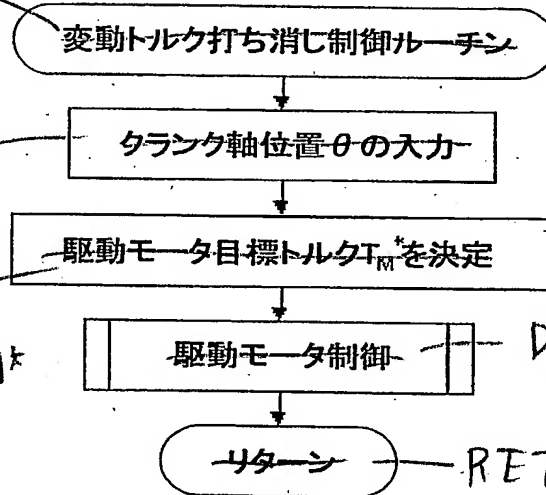 変動トルク打ち消し制御ルーチン
クランク軸位置θの入力
駆動モータ目標トルクTM*を決定
*
駆動モータ制御 D
リターン RET